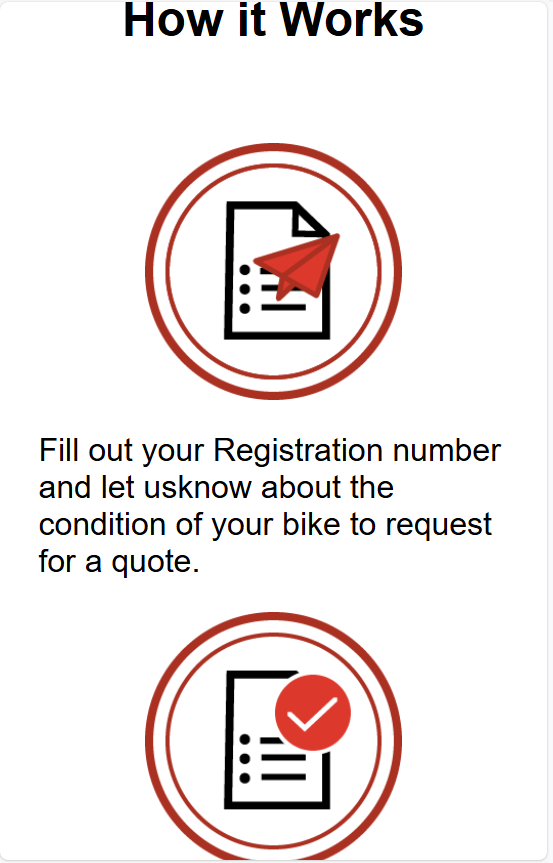 How it Works
Fill out your Registration number
and let usknow about the
condition of your bike to request
for a quote.